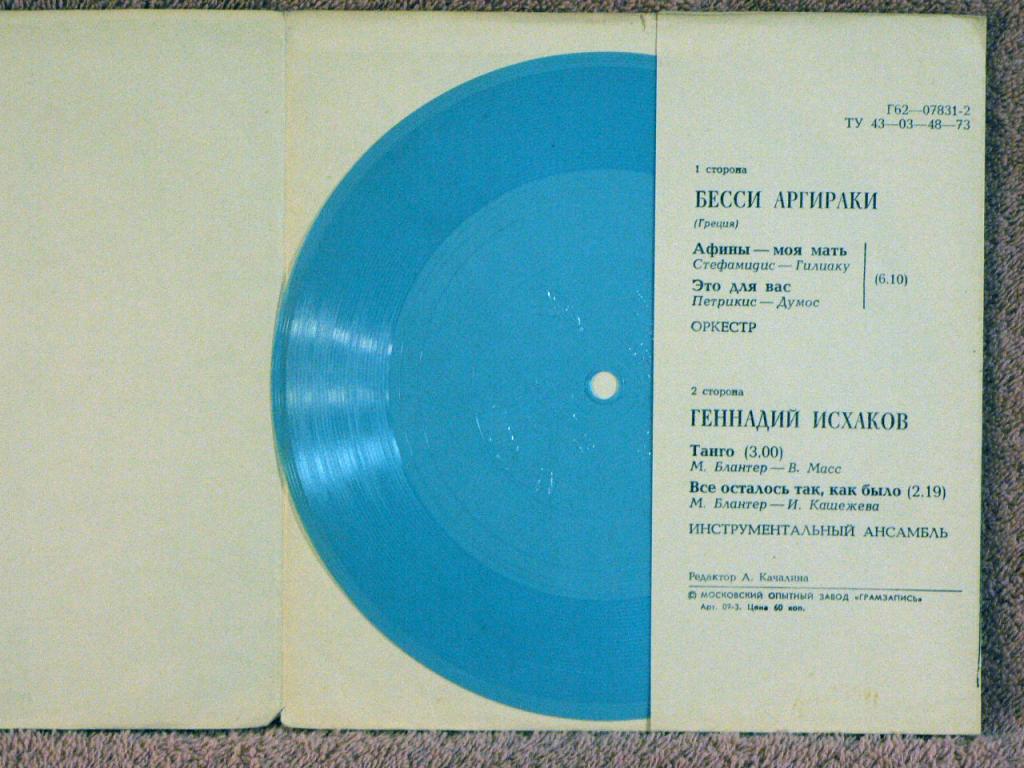 Г62—07831-2
ТУ 43—03—48—73
1 сторона
БЕССИ АРГИРАКИ
(Греция)
Афины — моя мать
Стефамидис — Гилиаку
(6.10)
Это для вас
Петрикис — Думос
ОРКЕСТР
2 сторона
ГЕННАДИЙ ИСХАКОВ
Танго (3.00)
М. Блантер — В. Масс
Все осталось так, как было (2.19)
М. Блантер — И. Кашежева
ИНСТРУМЕНТАЛЬНЫЙ АНСАМБЛЬ
Редактор А. Качалина
© МОСКОВСКИЙ ОПЫТНЫЙ ЗАВОД «ГРАМЗАПИСЬ»
Арт. 09-3. Цена 60 коп.